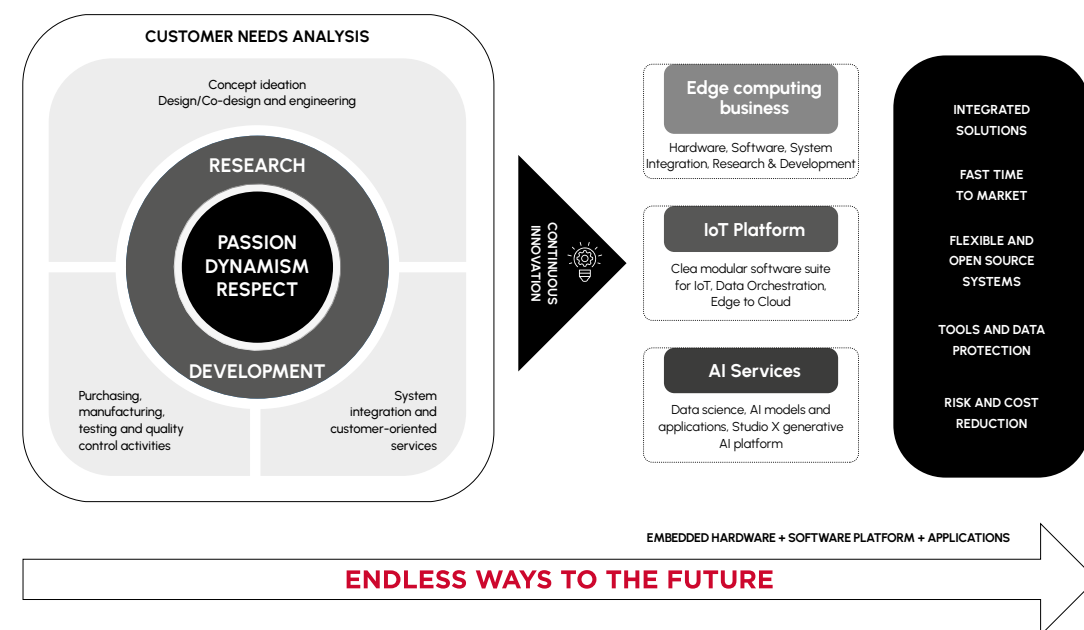 CUSTOMER NEEDS ANALYSIS
Concept ideation
Design/Co-design and engineering
RESEARCH
PASSION
DYNAMISM
RESPECT
DEVELOPMENT
Purchasing,
manufacturing,
testing and quality
control activities
System
integration and
customer-oriented
services
CONTINUOUS
INNOVATION
Edge computing
business
Hardware, Software, System
Integration, Research & Development
IoT Platform
Clea modular software suite
for IoT, Data Orchestration,
Edge to Cloud
AI Services
Data science, AI models and
applications, Studio X generative
AI platform
INTEGRATED
SOLUTIONS
FAST TIME
TO MARKET
FLEXIBLE AND
OPEN SOURCE
SYSTEMS
TOOLS AND DATA
PROTECTION
RISK AND COST
REDUCTION
EMBEDDED HARDWARE + SOFTWARE PLATFORM + APPLICATIONS
ENDLESS WAYS TO THE FUTURE